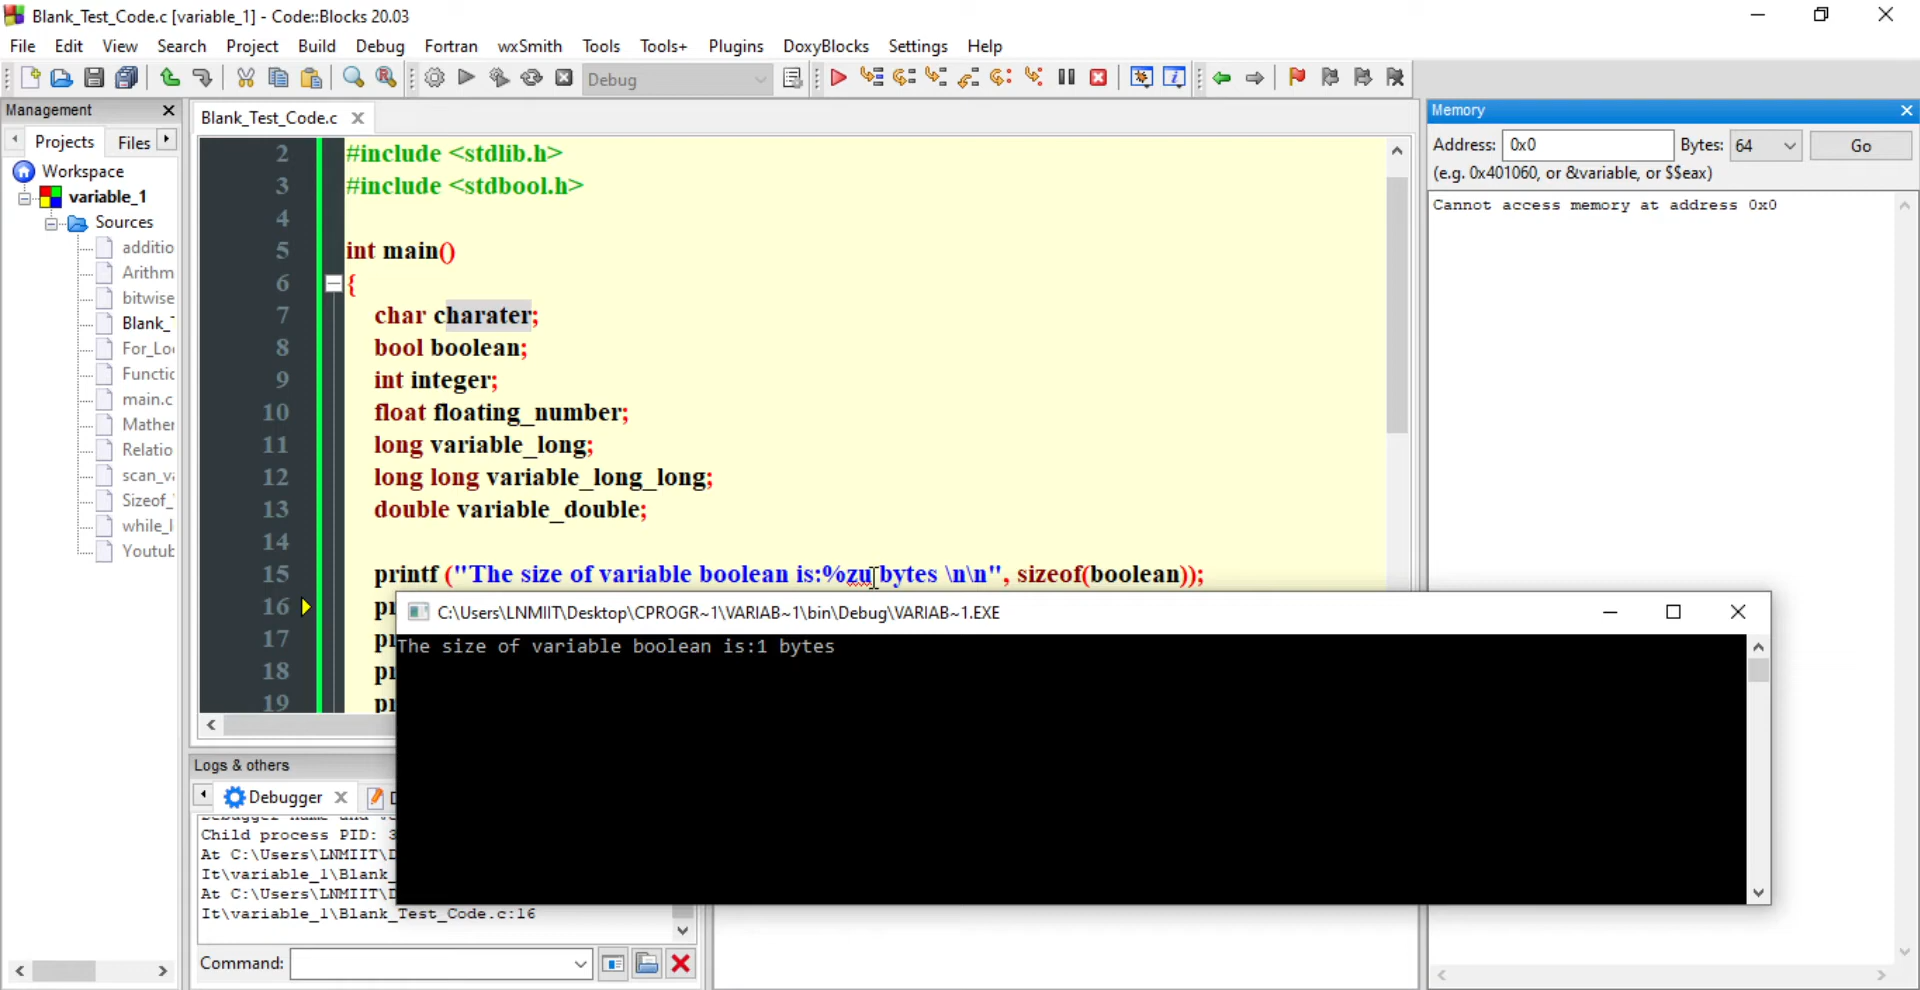 Blank_Test_Code.c [variable_1] - Code::Blocks 20.03
File Edit View Search Project Build Debug Fortran wxSmith Tools Tools+ Plugins DoxyBlocks Settings Help
Debug
Management
Projects Files
Workspace
variable_1
Sources
additio
Arithm
bitwise
Blank_
For_Lo
Functic
main.c
Mather
Relatio
scan_v
Sizeof_
while_l
Youtub
Blank_Test_Code.c
2 #include <stdlib.h>
3 #include <stdbool.h>
4
5 int main()
6 {
7 char charater;
8 bool boolean;
9 int integer;
10 float floating_number;
11 long variable_long;
12 long long variable_long_long;
13 double variable_double;
14
15 printf ("The size of variable boolean is:%zu bytes \n\n", sizeof(boolean));
16 pr
17 pr
18 pr
19 pr
C:\Users\LNMIIT\Desktop\CPROGR~1\VARIAB~1\bin\Debug\VARIAB~1.EXE
The size of variable boolean is:1 bytes
Logs & others
Debugger
Child process PID: 3
At C:\Users\LNMIIT\D
It\variable_1\Blank_
At C:\Users\LNMIIT\D
It\variable_1\Blank_Test_Code.c:16
Command:
Memory
Address: 0x0 Bytes: 64 Go
(e.g. 0x401060, or &variable, or $$eax)
Cannot access memory at address 0x0